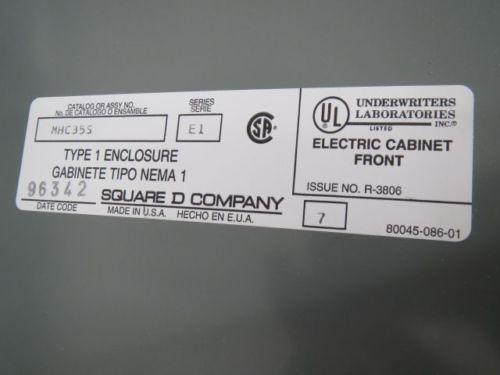 CATALOG OR ASSY NO.
No. DE CATALOGO O ENSAMBLE
MHC35S
SERIES
SERIE
E1
TYPE 1 ENCLOSURE
GABINETE TIPO NEMA 1
96342
DATE CODE
SQUARE D COMPANY
MADE IN U.S.A. HECHO EN E.U.A.
7
SA
UL
LISTED
UNDERWRITERS
LABORATORIES
INC.®
ELECTRIC CABINET
FRONT
ISSUE NO. R-3806
80045-086-01